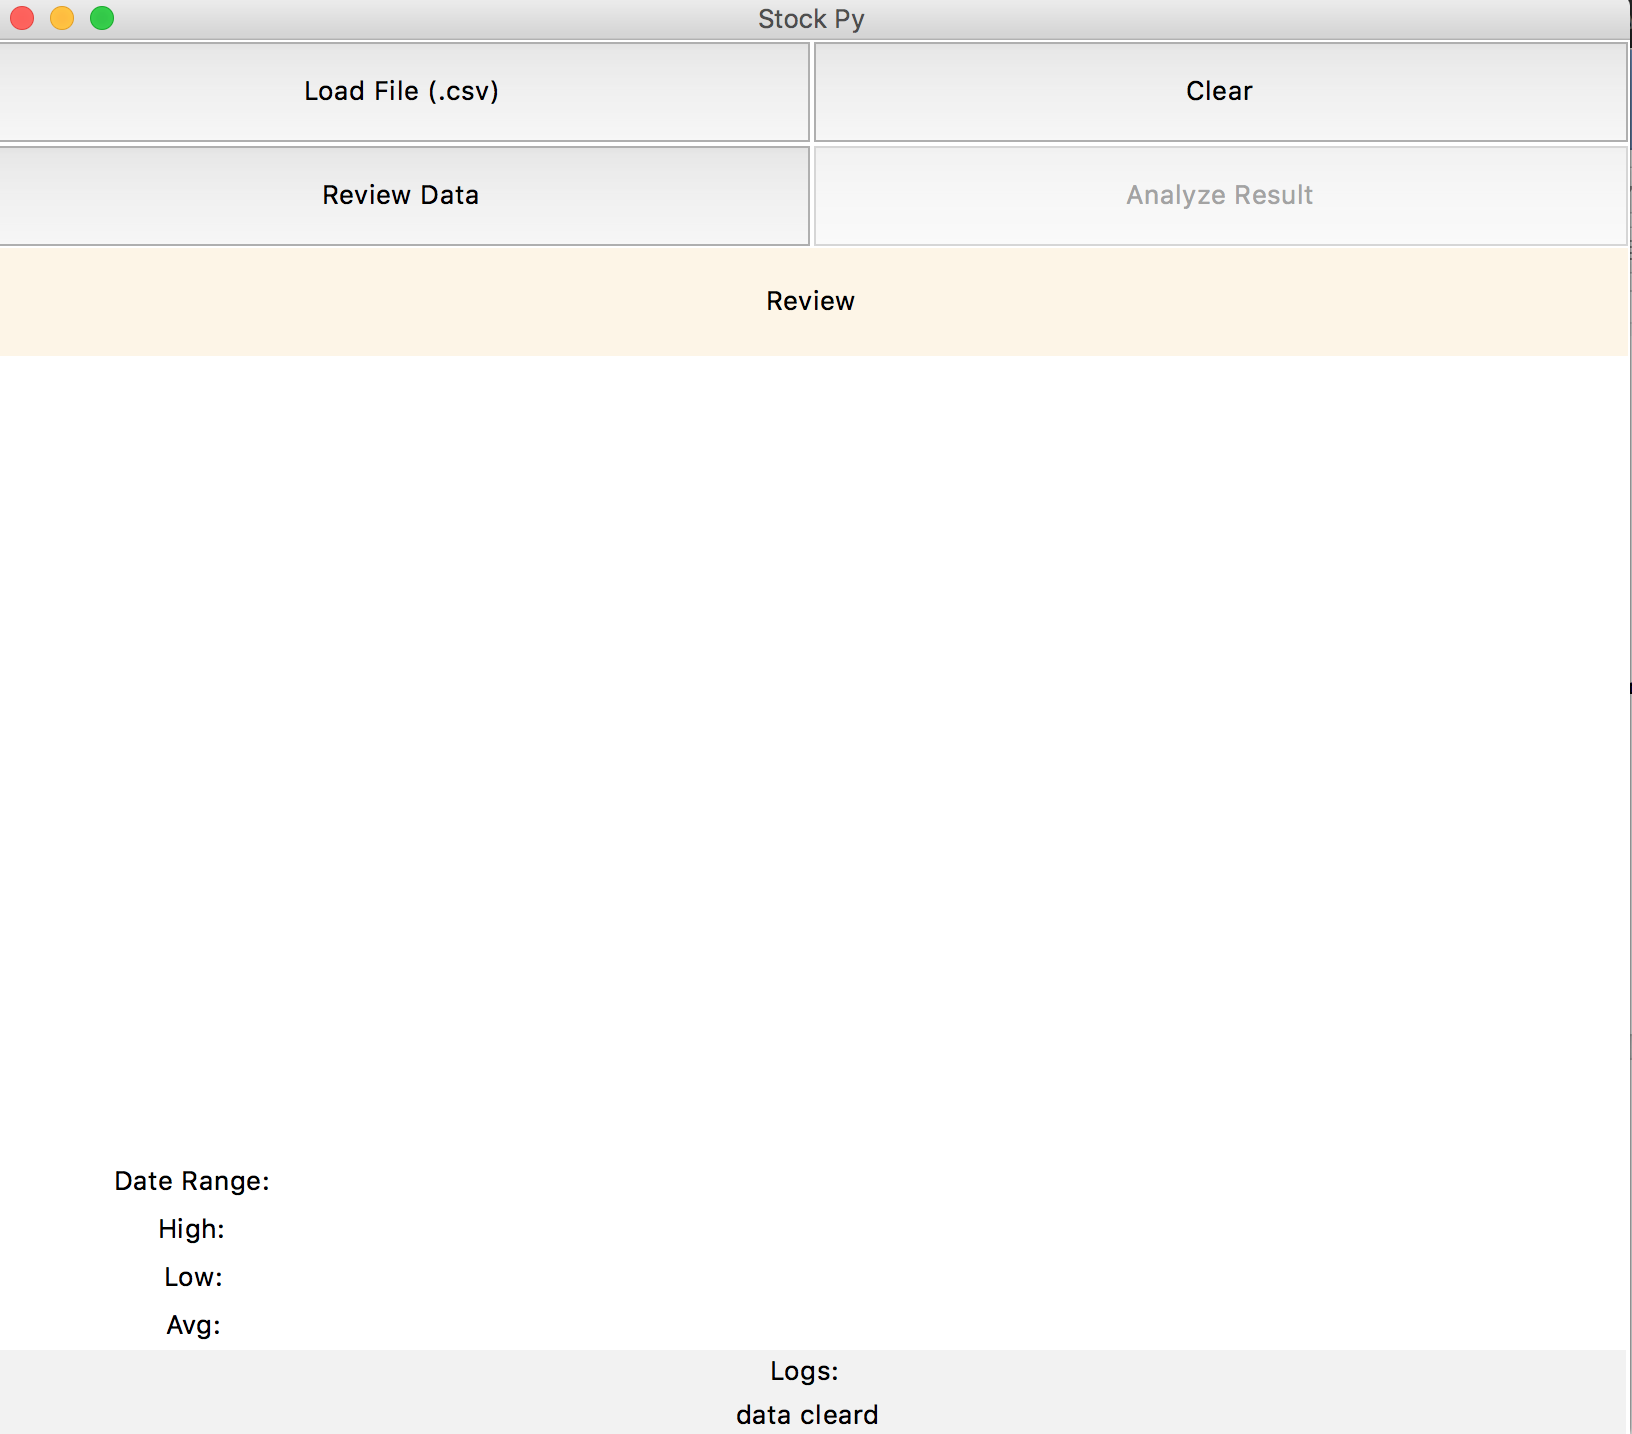 Stock Py
Load File (.csv)
Clear
Review Data
Analyze Result
Review
Date Range:
High:
Low:
Avg:
Logs:
data cleard